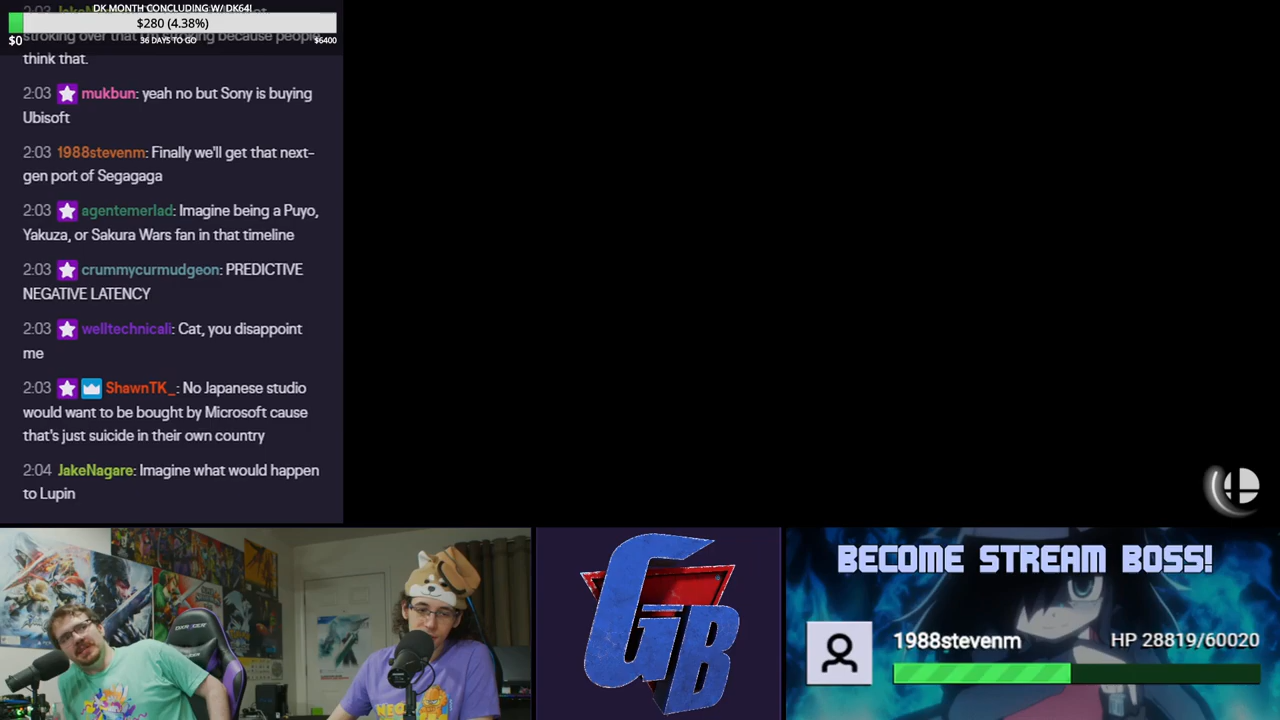 DK MONTH CONCLUDING W/ DK64!
$280 (4.38%)
$0
36 DAYS TO GO
$6400
stroking over that
because people
think that.
2:03 mukbun: yeah no but Sony is buying
Ubisoft
2:03 1988stevenm: Finally we'll get that next-
gen port of Segagaga
2:03 agentemerlad: Imagine being a Puyo,
Yakuza, or Sakura Wars fan in that timeline
2:03 crummycurmudgeon: PREDICTIVE
NEGATIVE LATENCY
2:03 welltechnicali: Cat, you disappoint
me
2:03 ShawnTK_: No Japanese studio
would want to be bought by Microsoft cause
that's just suicide in their own country
2:04 JakeNagare: Imagine what would happen
to Lupin
GB
BECOME STREAM BOSS!
1988stevenm
HP 28819/60020